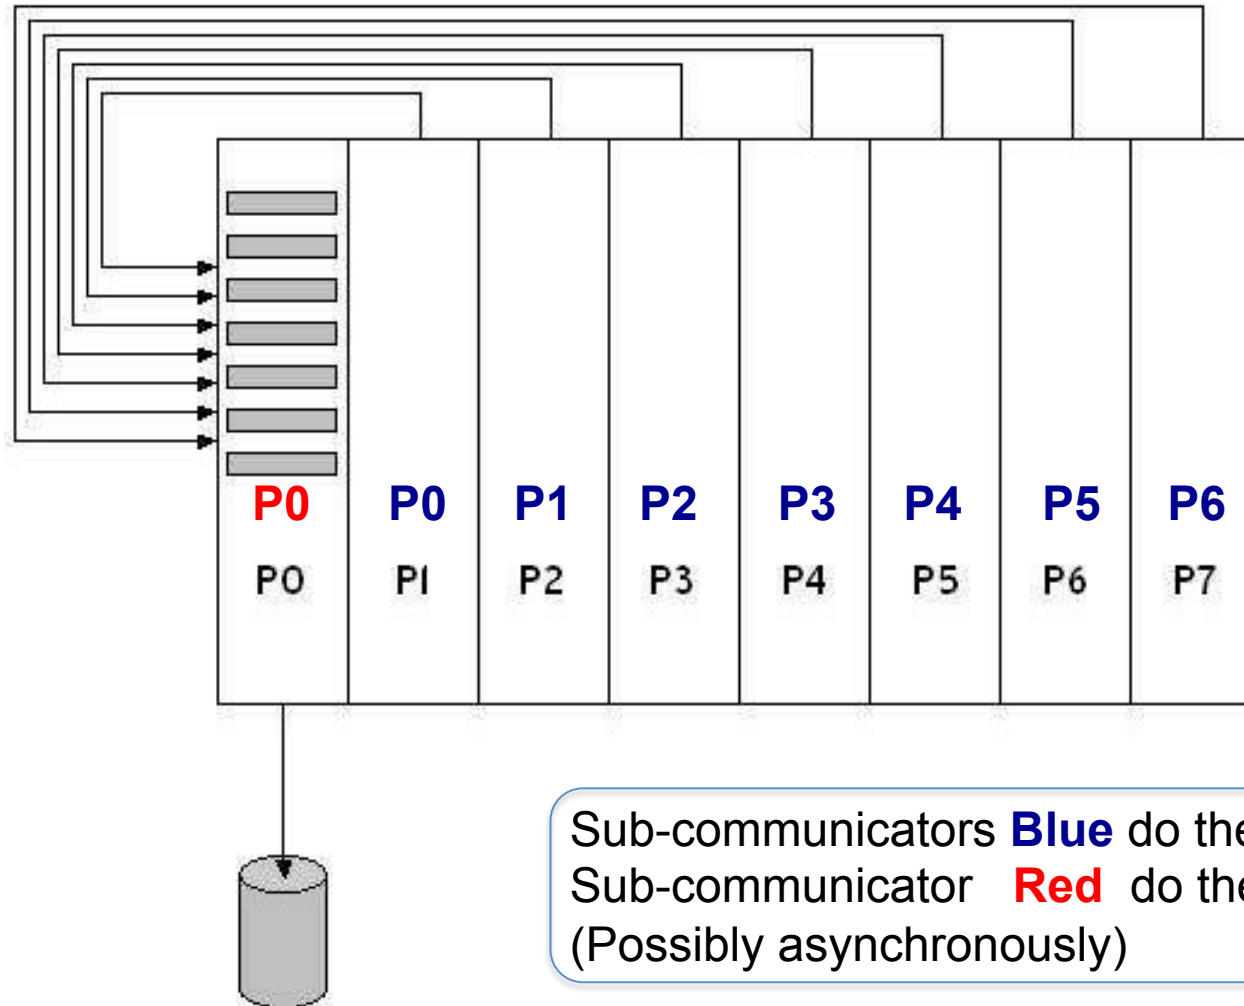 P0 P0 P1 P2 P3 P4 P5 P6
P0 P1 P2 P3 P4 P5 P6 P7
Sub-communicators Blue do the
Sub-communicator Red do the
(Possibly asynchronously)